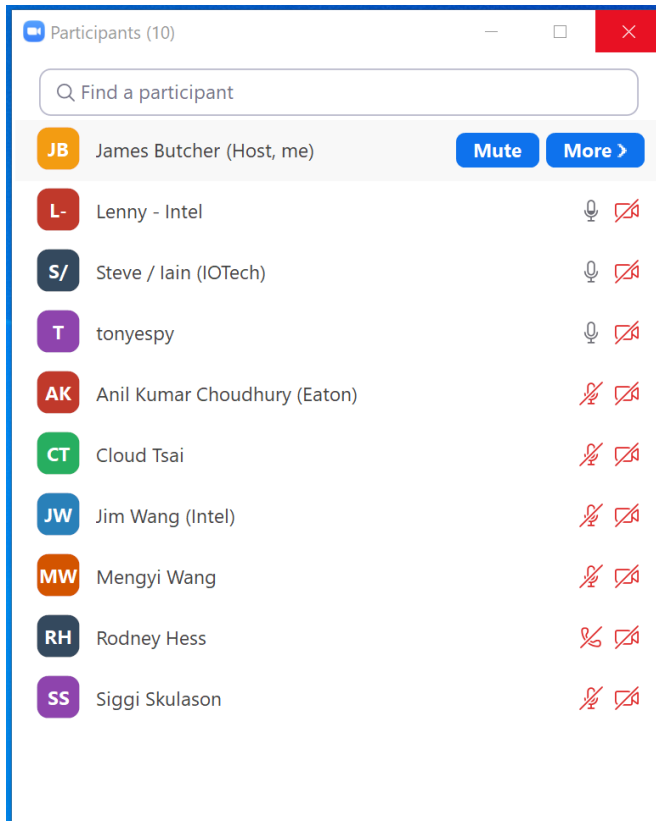 Participants (10)
Find a participant
JB James Butcher (Host, me) Mute More
L- Lenny - Intel
S/ Steve / Iain (IOTech)
T tonyespy
AK Anil Kumar Choudhury (Eaton)
CT Cloud Tsai
JW Jim Wang (Intel)
MW Mengyi Wang
RH Rodney Hess
SS Siggi Skulason